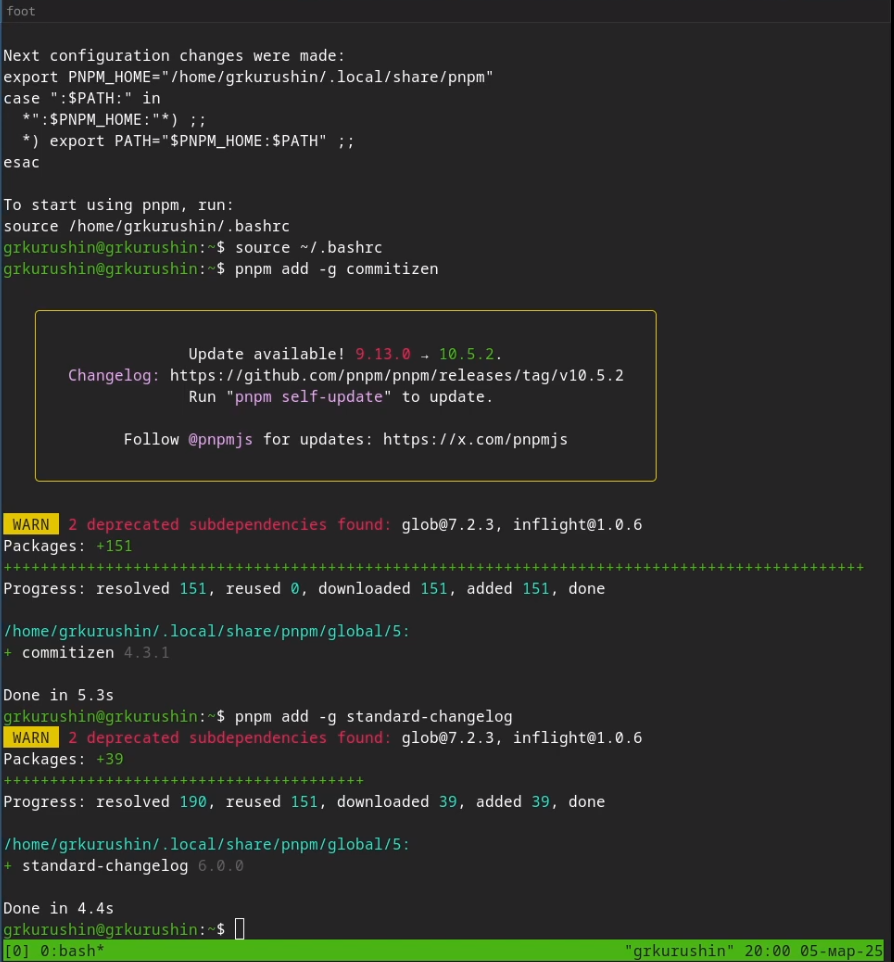 foot
Next configuration changes were made:
export PNPM_HOME="/home/grkurushin/.local/share/pnpm"
case ":$PATH:" in
  *":$PNPM_HOME:"*) ;;
  *) export PATH="$PNPM_HOME:$PATH" ;;
esac
To start using pnpm, run:
source /home/grkurushin/.bashrc
grkurushin@grkurushin:~$ source ~/.bashrc
grkurushin@grkurushin:~$ pnpm add -g commitizen
Update available! 9.13.0 → 10.5.2.
Changelog: https://github.com/pnpm/pnpm/releases/tag/v10.5.2
Run "pnpm self-update" to update.
Follow @pnpmjs for updates: https://x.com/pnpmjs
WARN 2 deprecated subdependencies found: glob@7.2.3, inflight@1.0.6
Packages: +151
+++++++++++++++++++++++++++++++++++++++++++++++++++++++++++++++++++++++++++++++++++++++++++++
Progress: resolved 151, reused 0, downloaded 151, added 151, done
/home/grkurushin/.local/share/pnpm/global/5:
+ commitizen 4.3.1
Done in 5.3s
grkurushin@grkurushin:~$ pnpm add -g standard-changelog
WARN 2 deprecated subdependencies found: glob@7.2.3, inflight@1.0.6
Packages: +39
+++++++++++++++++++++++++++++++++++++++
Progress: resolved 190, reused 151, downloaded 39, added 39, done
/home/grkurushin/.local/share/pnpm/global/5:
+ standard-changelog 6.0.0
Done in 4.4s
grkurushin@grkurushin:~$
[0] 0:bash* "grkurushin" 20:00 05-мар-25